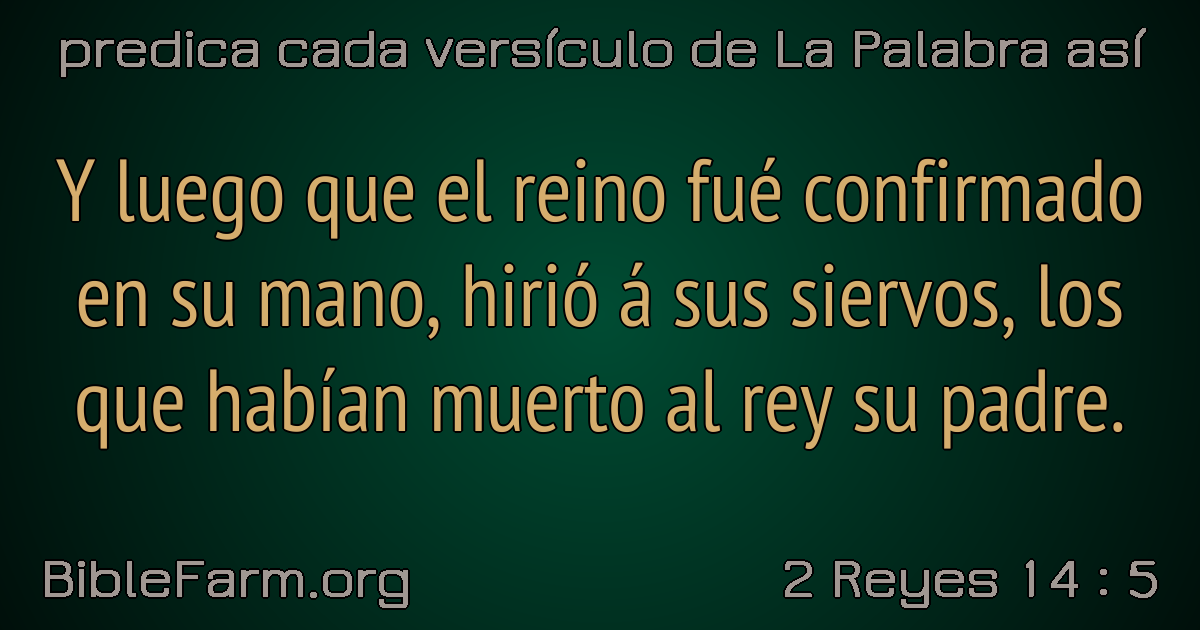 predica cada versículo de La Palabra así
Y luego que el reino fué confirmado
en su mano, hirió á sus siervos, los
que habían muerto al rey su padre.
BibleFarm.org
2 Reyes 14 : 5